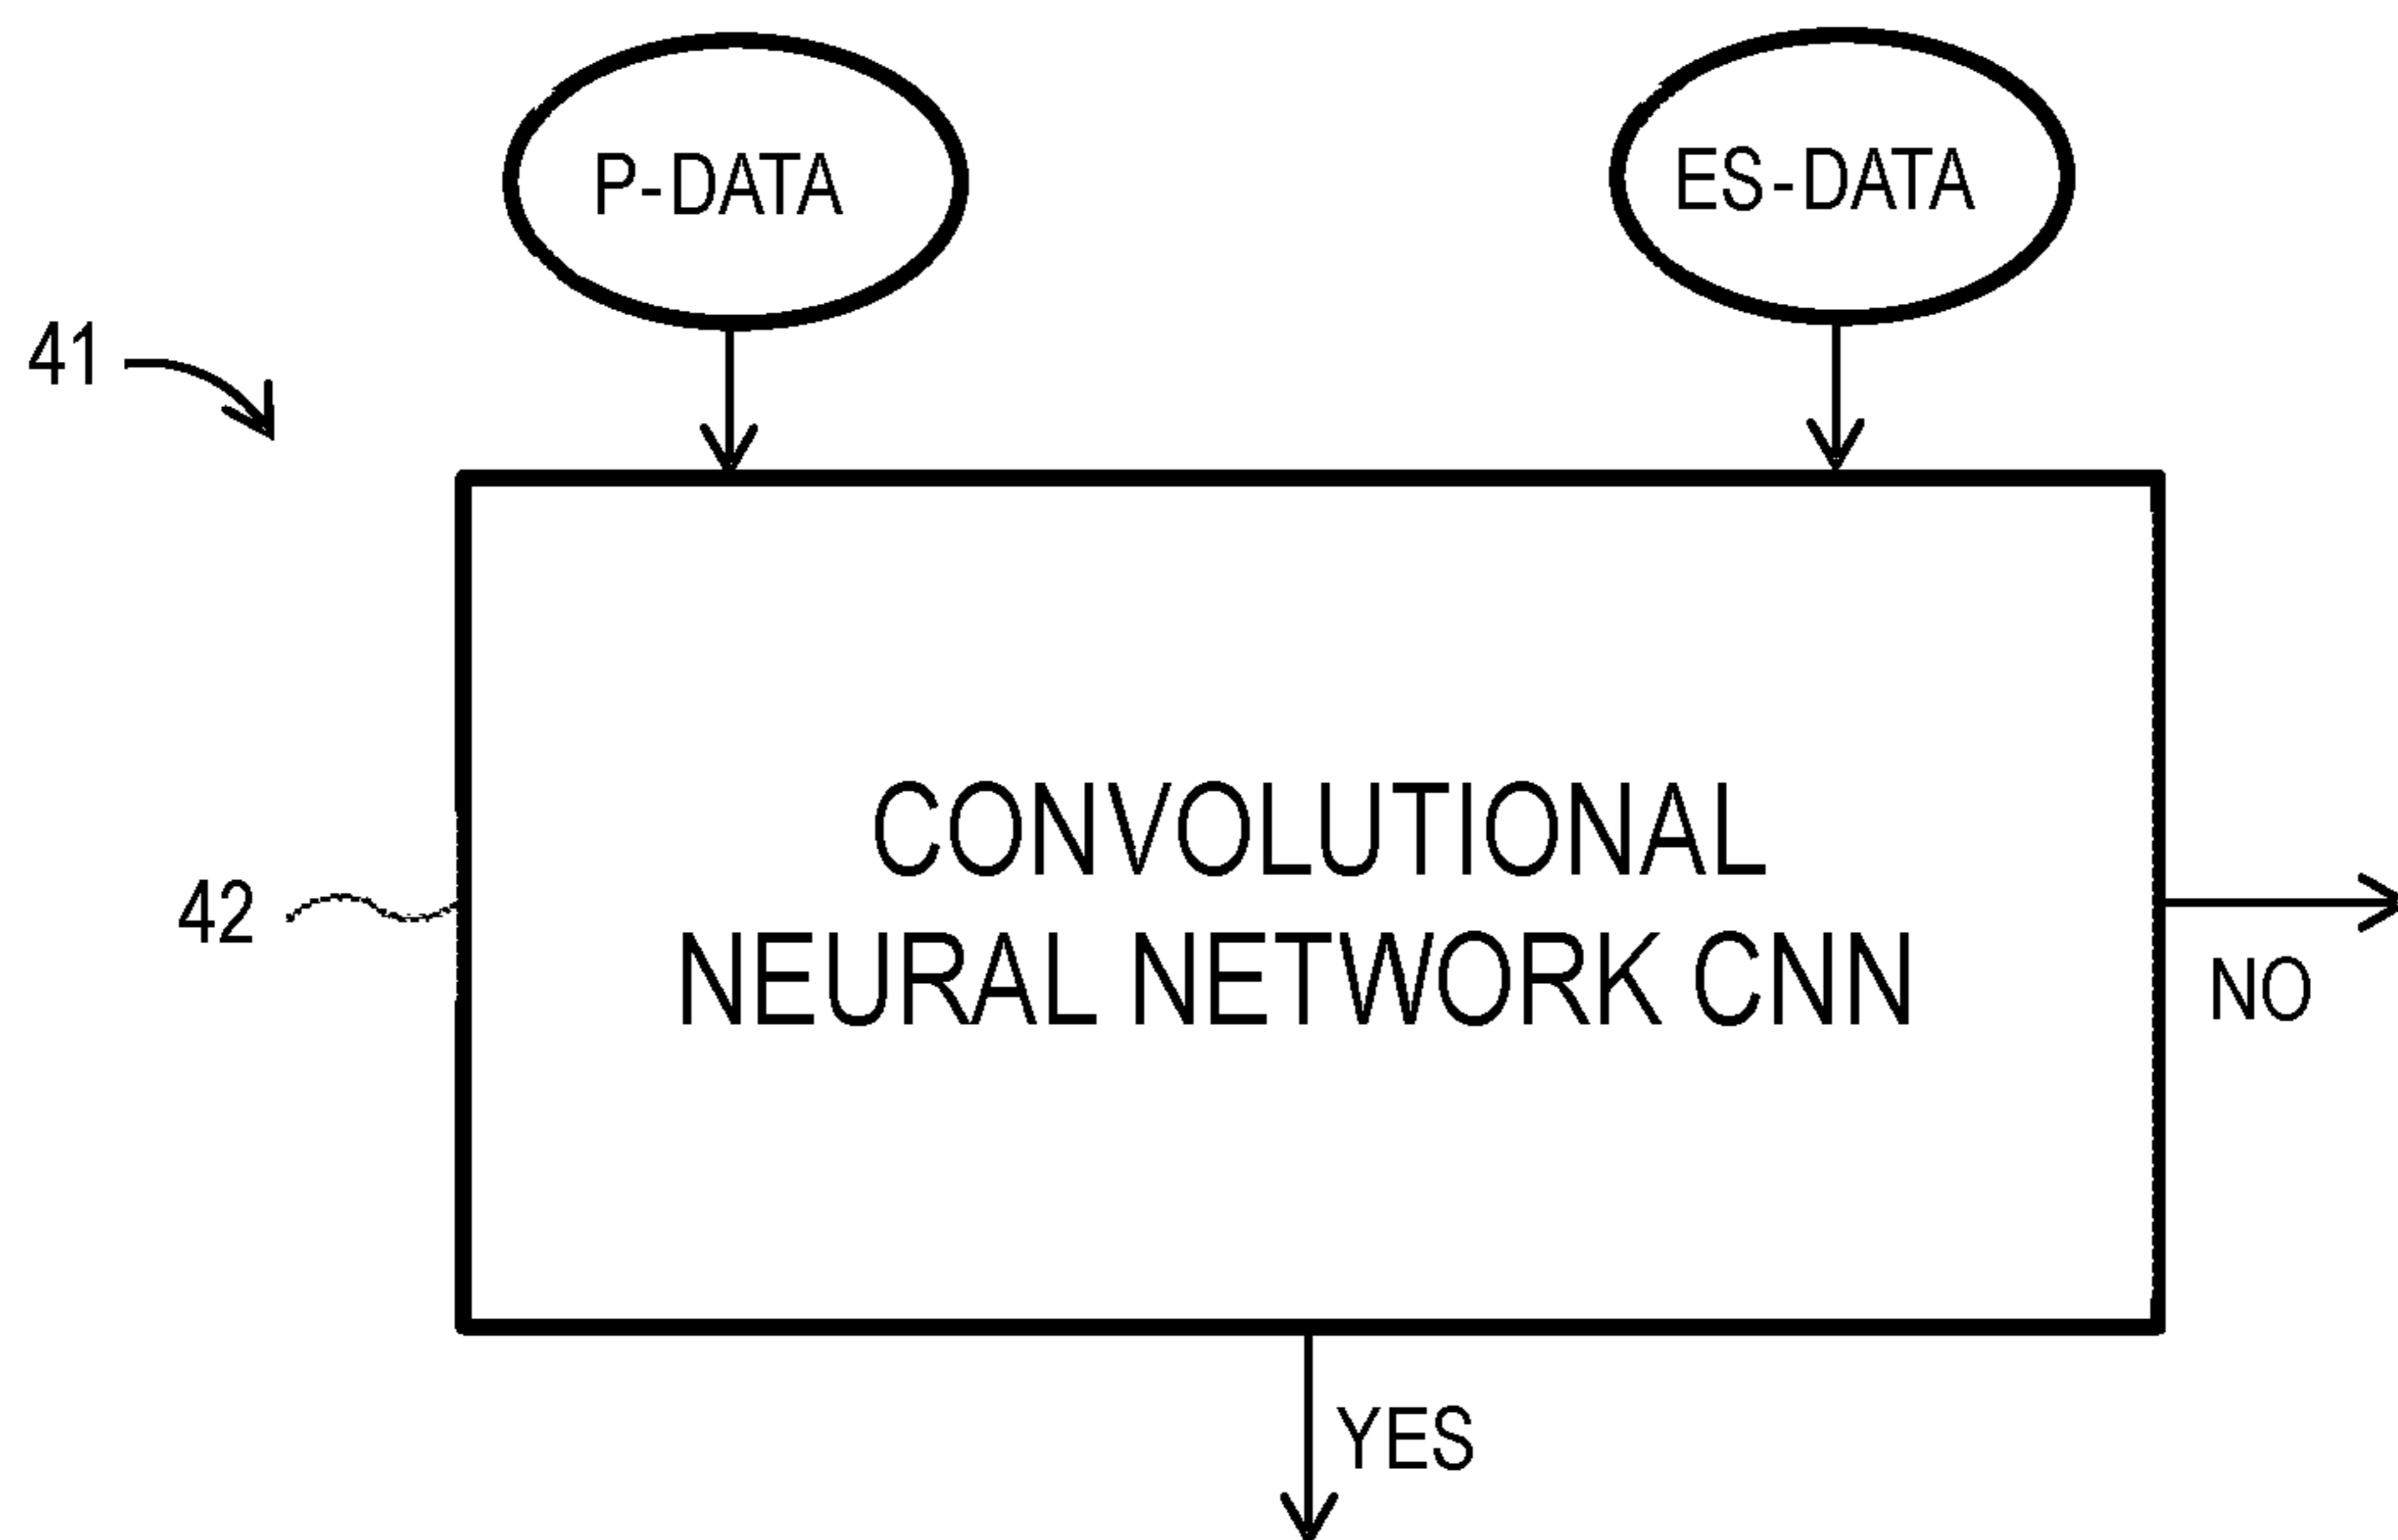 P-DATA
ES-DATA
41
CONVOLUTIONAL
42
NEURAL NETWORK CNN
NO
YES